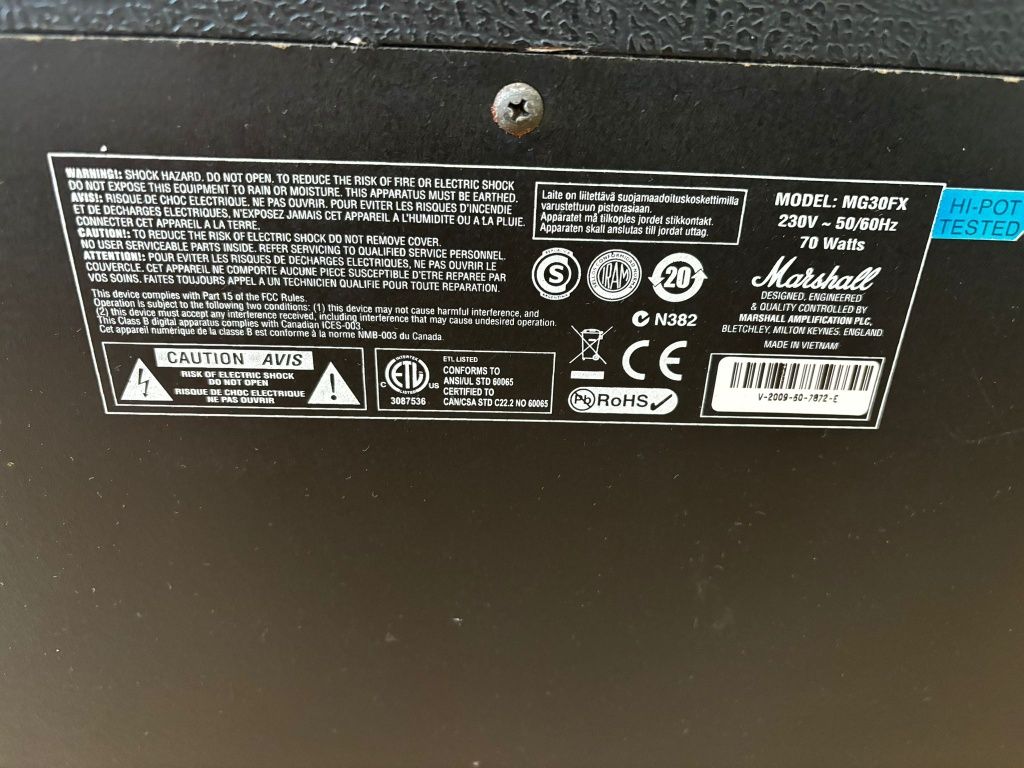 WARNING!: SHOCK HAZARD. DO NOT OPEN. TO REDUCE THE RISK OF FIRE OR ELECTRIC SHOCK
DO NOT EXPOSE THIS EQUIPMENT TO RAIN OR MOISTURE. THIS APPARATUS MUST BE EARTHED.
AVIS!: RISQUE DE CHOC ELECTRIQUE. NE PAS OUVRIR. POUR EVITER LES RISQUES D'INCENDIE
ET DE DECHARGES ELECTRIQUES, N'EXPOSEZ JAMAIS CET APPAREIL A L'HUMIDITE OU A LA PLUIE.
CONNECTER CET APPAREIL A LA TERRE.
CAUTION!: TO REDUCE THE RISK OF ELECTRIC SHOCK DO NOT REMOVE COVER.
NO USER SERVICEABLE PARTS INSIDE. REFER SERVICING TO QUALIFIED SERVICE PERSONNEL.
ATTENTION!: POUR EVITER LES RISQUES DE DECHARGES ELECTRIQUES, NE PAS OUVRIR LE
COUVERCLE. CET APPAREIL NE COMPORTE AUCUNE PIECE SUSCEPTIBLE D'ETRE REPAREE PAR
VOS SOINS. FAITES TOUJOURS APPEL A UN TECHNICIEN QUALIFIE POUR TOUTE REPARATION.
This device complies with Part 15 of the FCC Rules.
Operation is subject to the following two conditions: (1) this device may not cause harmful interference, and
(2) this device must accept any interference received, including interference that may cause undesired operation.
This Class B digital apparatus complies with Canadian ICES-003.
Cet appareil numérique de la classe B est conforme à la norme NMB-003 du Canada.
CAUTION AVIS
RISK OF ELECTRIC SHOCK
DO NOT OPEN
RISQUE DE CHOC ELECTRIQUE
NE PAS OUVRIR
INTERTEK
C ETL US
3087536
ETL LISTED
CONFORMS TO
ANSI/UL STD 60065
CERTIFIED TO
CAN/CSA STD C22.2 NO 60065
Laite on liitettävä suojamaadoituskoskettimilla
varustettuun pistorasiaan.
Apparatet må tilkoples jordet stikkontakt.
Apparaten skall anslutas till jordat uttag.
S
ARGENTINA
IRAM
20
N382
CE
Pb RoHS
MODEL: MG30FX
230V ~ 50/60Hz
70 Watts
Marshall
DESIGNED, ENGINEERED
& QUALITY CONTROLLED BY
MARSHALL AMPLIFICATION PLC,
BLETCHLEY, MILTON KEYNES, ENGLAND
MADE IN VIETNAM
V-2009-50-7872-E
HI-POT
TESTED